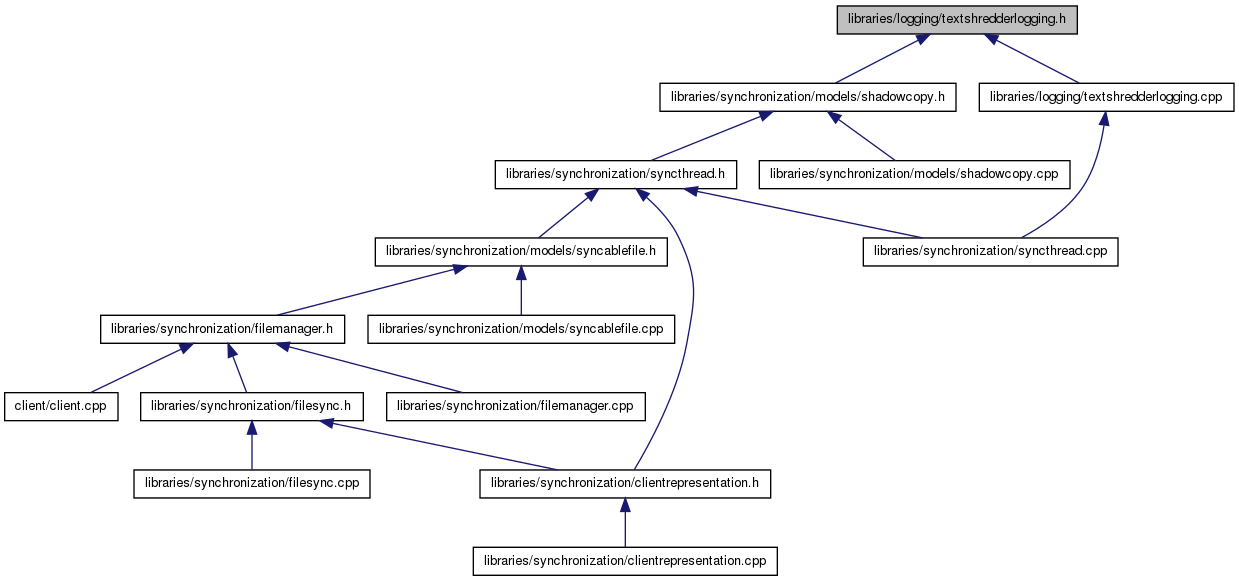 libraries/logging/textshredderlogging.h
libraries/synchronization/models/shadowcopy.h
libraries/logging/textshredderlogging.cpp
libraries/synchronization/syncthread.h
libraries/synchronization/models/shadowcopy.cpp
libraries/synchronization/models/syncablefile.h
libraries/synchronization/syncthread.cpp
libraries/synchronization/filemanager.h
libraries/synchronization/models/syncablefile.cpp
client/client.cpp
libraries/synchronization/filesync.h
libraries/synchronization/filemanager.cpp
libraries/synchronization/filesync.cpp
libraries/synchronization/clientrepresentation.h
libraries/synchronization/clientrepresentation.cpp